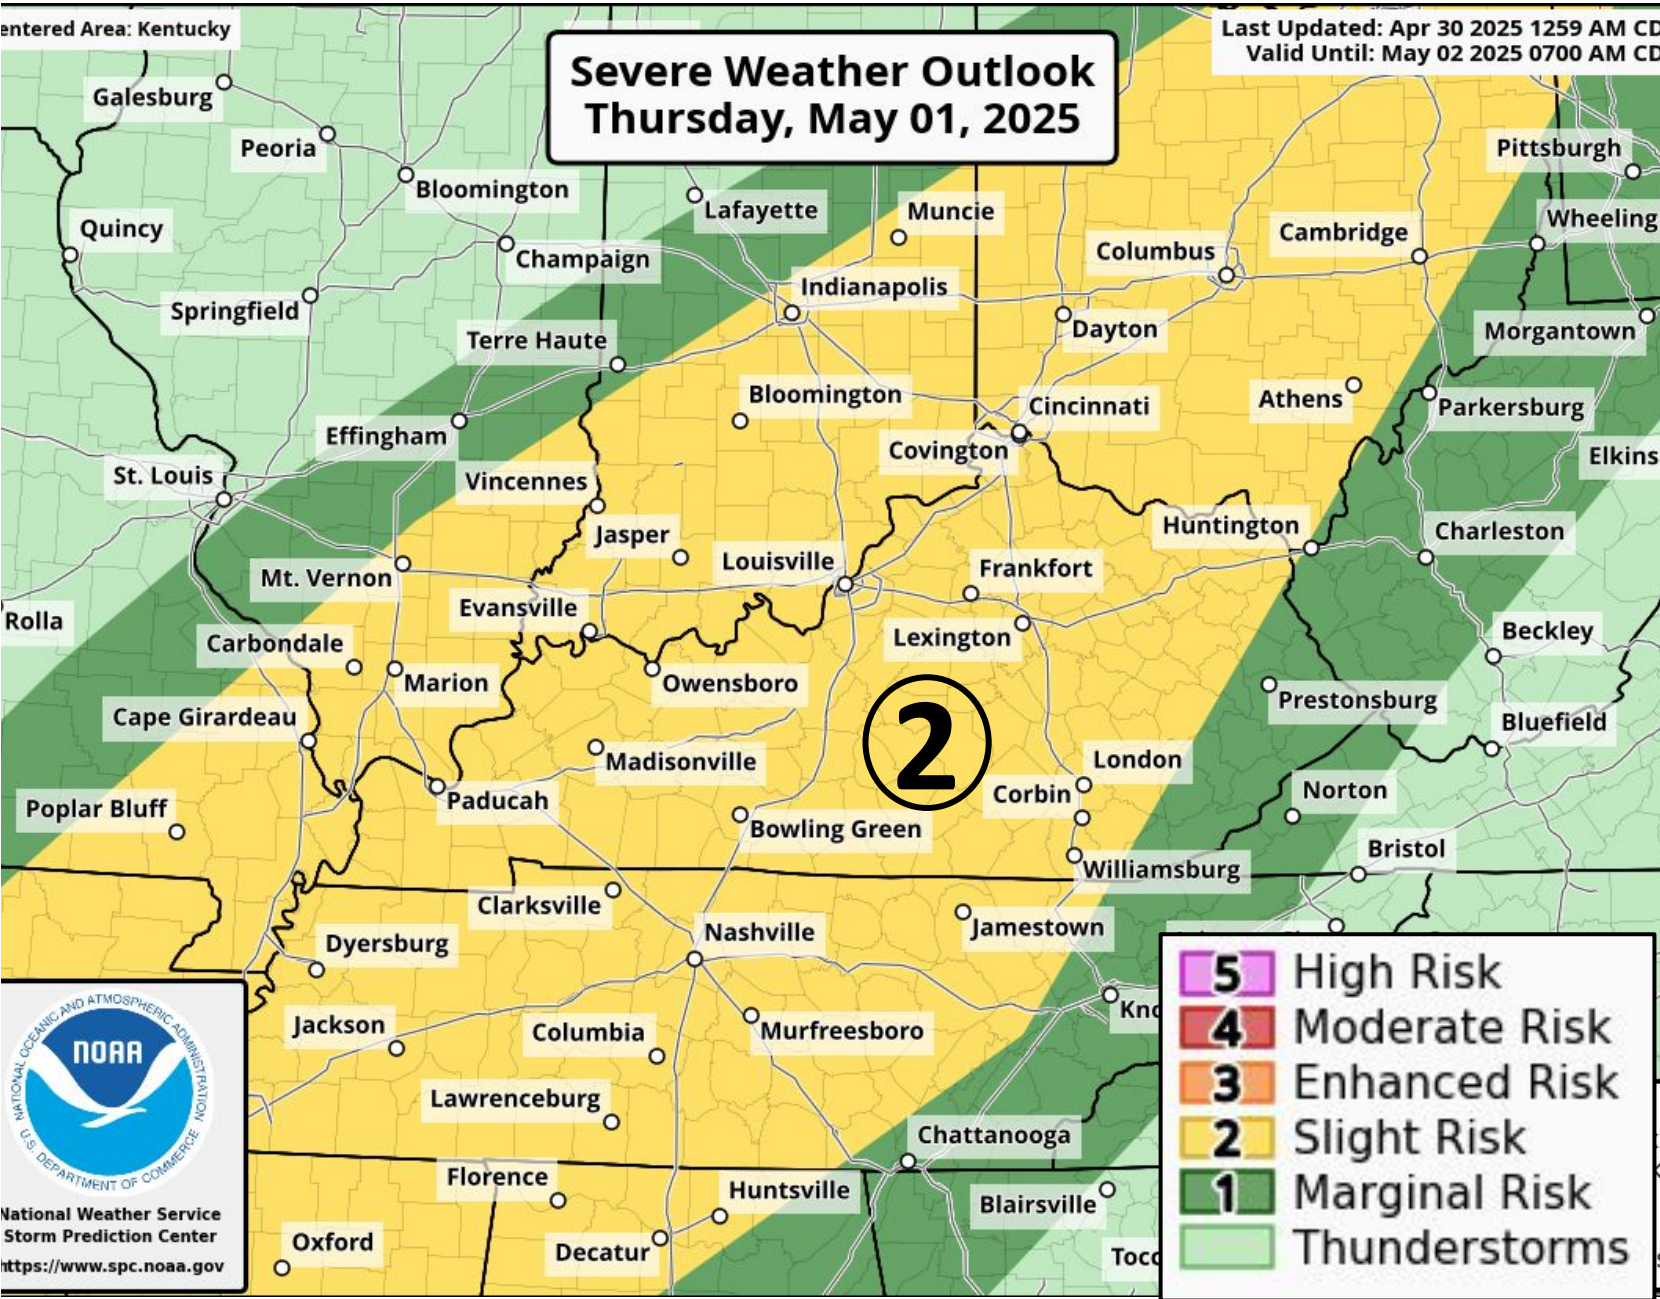 entered Area: Kentucky
Severe Weather Outlook
Thursday, May 01, 2025
Last Updated: Apr 30 2025 1259 AM CD
Valid Until: May 02 2025 0700 AM CD
Galesburg
Peoria
Bloomington
Pittsburgh
Quincy
Lafayette
Muncie
Wheeling
Champaign
Columbus
Cambridge
Springfield
Indianapolis
Terre Haute
Dayton
Morgantown
Effingham
Bloomington
Cincinnati
Athens
Parkersburg
St. Louis
Vincennes
Covington
Elkins
Jasper
Huntington
Charleston
Mt. Vernon
Louisville
Frankfort
Rolla
Evansville
Lexington
Beckley
Carbondale
Marion
Owensboro
Prestonsburg
Cape Girardeau
2
Bluefield
Madisonville
London
Poplar Bluff
Paducah
Corbin
Norton
Bowling Green
Williamsburg
Bristol
Clarksville
Jamestown
Dyersburg
Nashville
Kno
Jackson
Columbia
Murfreesboro
Lawrenceburg
Chattanooga
Florence
Huntsville
Blairsville
Oxford
Decatur
Toco
5 High Risk
4 Moderate Risk
3 Enhanced Risk
2 Slight Risk
1 Marginal Risk
Thunderstorms
NATIONAL OCEANIC AND ATMOSPHERIC ADMINISTRATION
NOAA
U.S. DEPARTMENT OF COMMERCE
National Weather Service
Storm Prediction Center
https://www.spc.noaa.gov